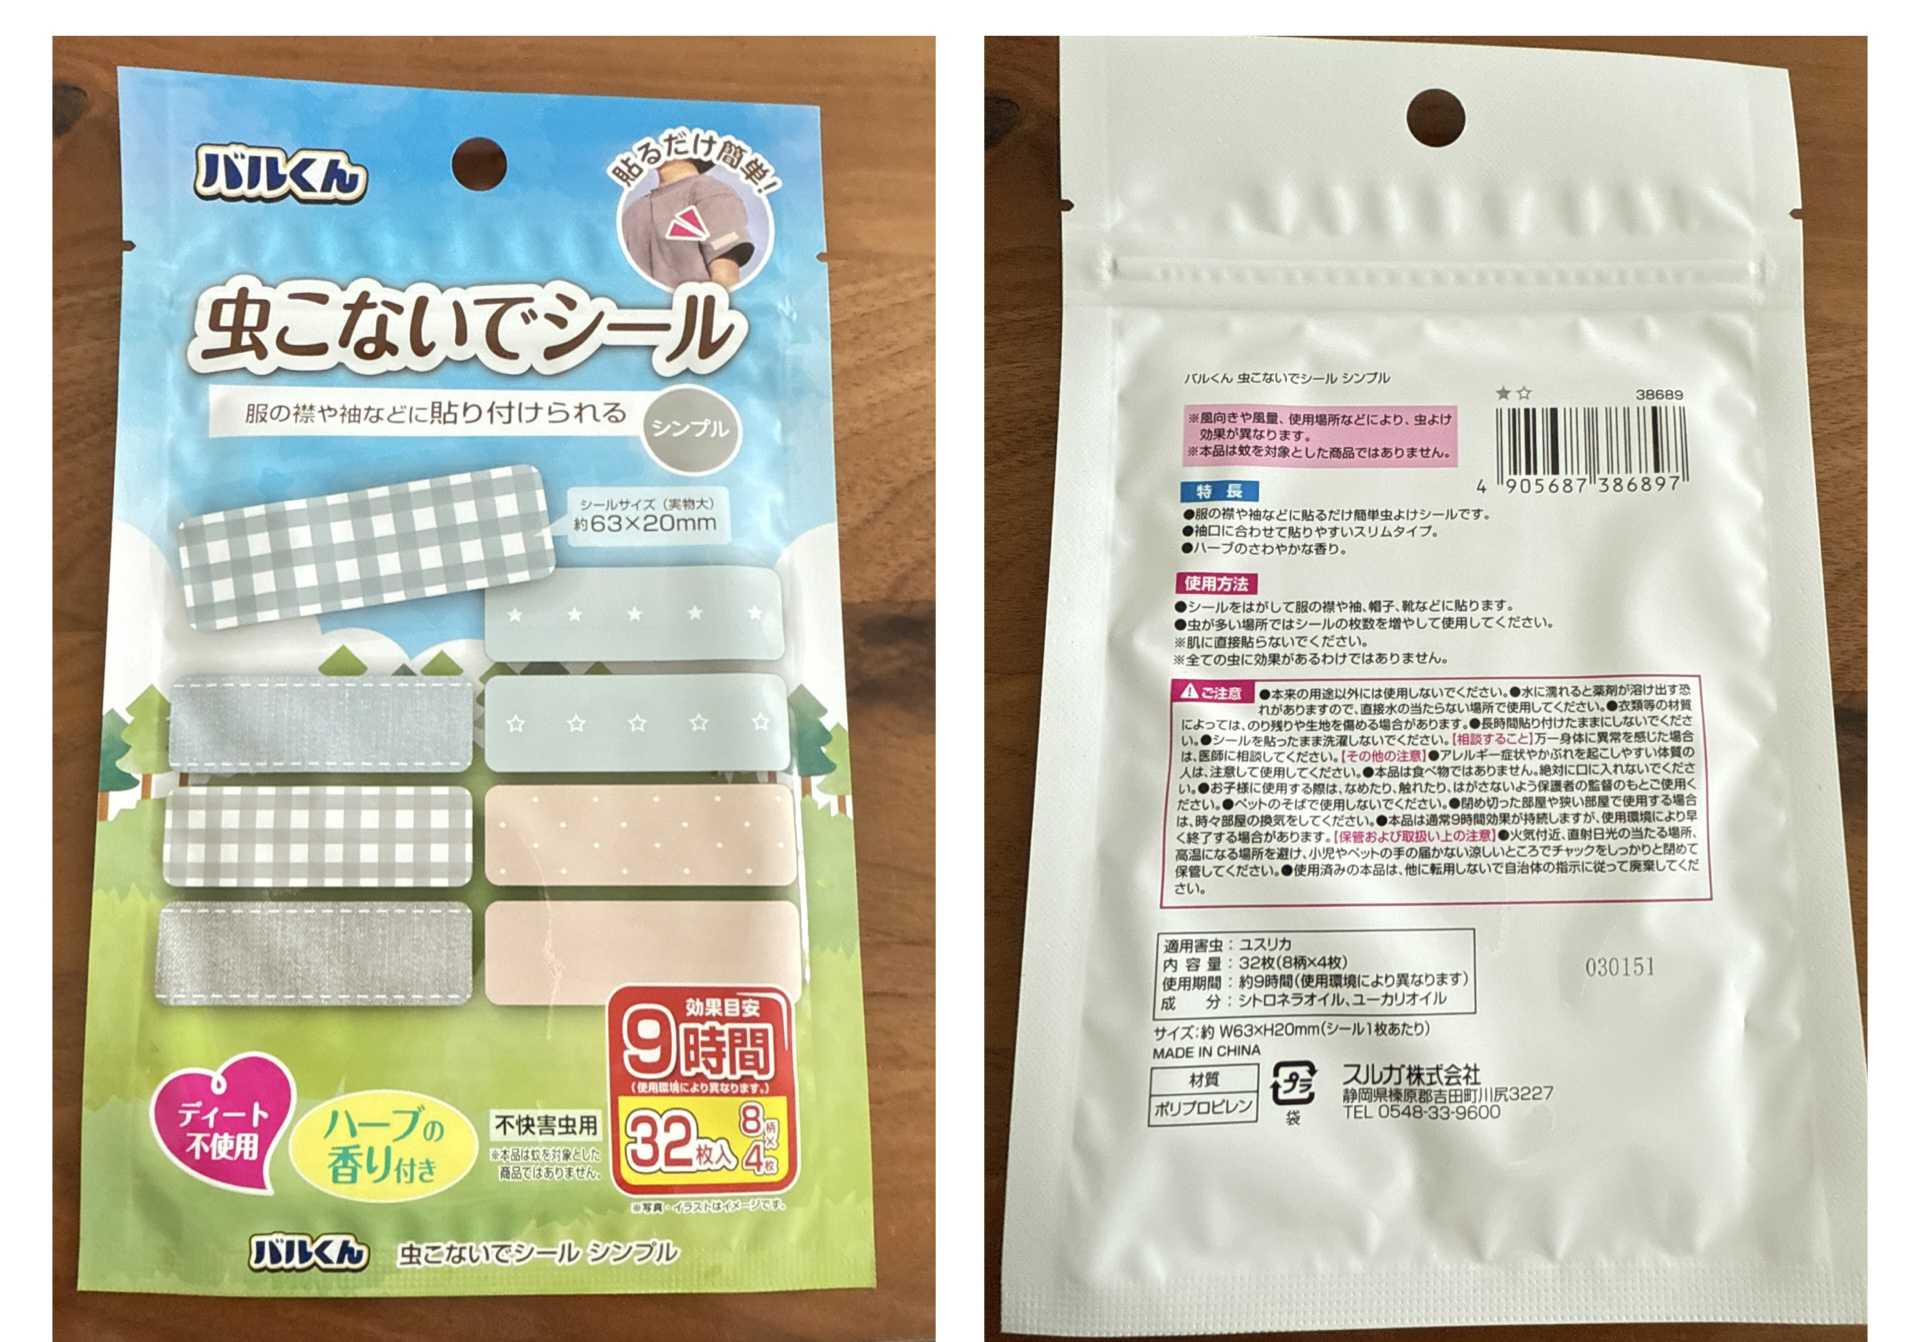 バルくん
貼るだけ簡単！
虫こないでシール
服の襟や袖などに貼り付けられる
シンプル
シールサイズ（実物大）
約63×20mm
効果目安
9時間
（使用環境により異なります。）
32枚入
8柄
×
4枚
ディート
不使用
ハーブの
香り付き
不快害虫用
※本品は蚊を対象とした
商品ではありません。
※写真・イラストはイメージです。
バルくん 虫こないでシール シンプル
バルくん 虫こないでシール シンプル
★☆ 38689
※風向きや風量、使用場所などにより、虫よけ
効果が異なります。
※本品は蚊を対象とした商品ではありません。
4 905687 386897
特 長
●服の襟や袖などに貼るだけ簡単虫よけシールです。
●袖口に合わせて貼りやすいスリムタイプ。
●ハーブのさわやかな香り。
使用方法
●シールをはがして服の襟や袖、帽子、靴などに貼ります。
●虫が多い場所ではシールの枚数を増やして使用してください。
※肌に直接貼らないでください。
※全ての虫に効果があるわけではありません。
ご注意 ●本来の用途以外には使用しないでください。●水に濡れると薬剤が溶け出す恐
れがありますので、直接水の当たらない場所で使用してください。●衣類等の材質
によっては、のり残りや生地を傷める場合があります。●長時間貼り付けたままにしないでくださ
い。●シールを貼ったまま洗濯しないでください。【相談すること】万一身体に異常を感じた場合
は、医師に相談してください。【その他の注意】●アレルギー症状やかぶれを起こしやすい体質の
人は、注意して使用してください。●本品は食べ物ではありません。絶対に口に入れないでくださ
い。●お子様に使用する際は、なめたり、触れたり、はがさないよう保護者の監督のもとご使用く
ださい。●ペットのそばで使用しないでください。●閉め切った部屋や狭い部屋で使用する場合
は、時々部屋の換気をしてください。●本品は通常9時間効果が持続しますが、使用環境により早
く終了する場合があります。【保管および取扱い上の注意】●火気付近、直射日光の当たる場所、
高温になる場所を避け、小児やペットの手の届かない涼しいところでチャックをしっかりと閉めて
保管してください。●使用済みの本品は、他に転用しないで自治体の指示に従って廃棄してくだ
さい。
適用害虫：ユスリカ
内 容 量：32枚(8柄×4枚)
使用期間：約9時間(使用環境により異なります)
成 分：シトロネラオイル、ユーカリオイル
030151
サイズ：約 W63×H20mm(シール1枚あたり)
MADE IN CHINA
材質
ポリプロピレン
プラ
袋
スルガ株式会社
静岡県榛原郡吉田町川尻3227
TEL 0548-33-9600